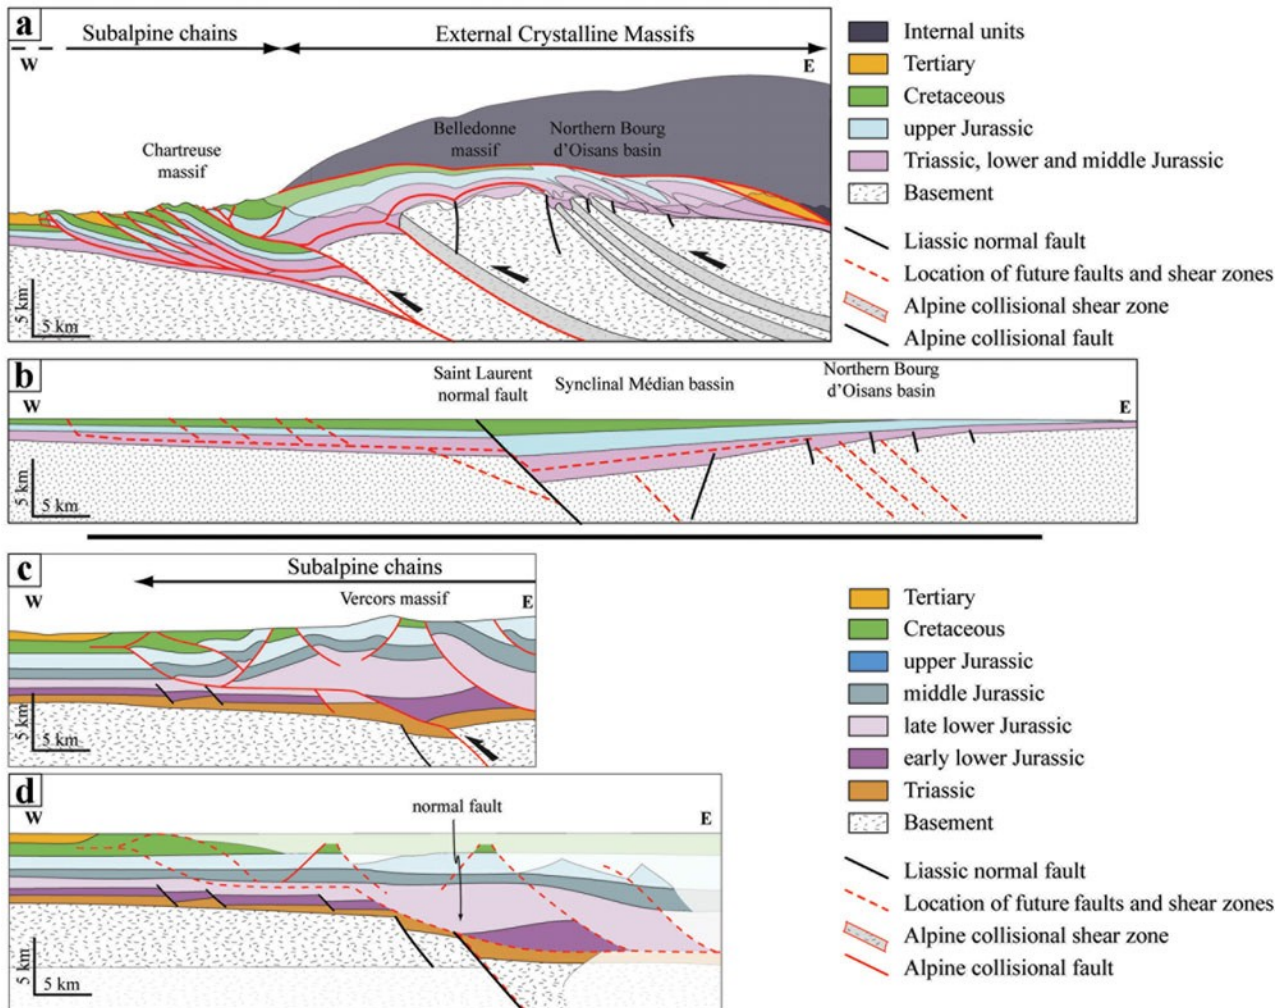 a
Subalpine chains
External Crystalline Massifs
W
E
Chartreuse
massif
Belledonne
massif
Northern Bourg
d'Oisans basin
5 km
5 km
Internal units
Tertiary
Cretaceous
upper Jurassic
Triassic, lower and middle Jurassic
Basement
Liassic normal fault
Location of future faults and shear zones
Alpine collisional shear zone
Alpine collisional fault
b
W
Saint Laurent
normal fault
Synclinal Médian bassin
Northern Bourg
d'Oisans basin
E
5 km
5 km
c
Subalpine chains
W
Vercors massif
E
5 km
5 km
d
W
normal fault
E
5 km
5 km
Tertiary
Cretaceous
upper Jurassic
middle Jurassic
late lower Jurassic
early lower Jurassic
Triassic
Basement
Liassic normal fault
Location of future faults and shear zones
Alpine collisional shear zone
Alpine collisional fault